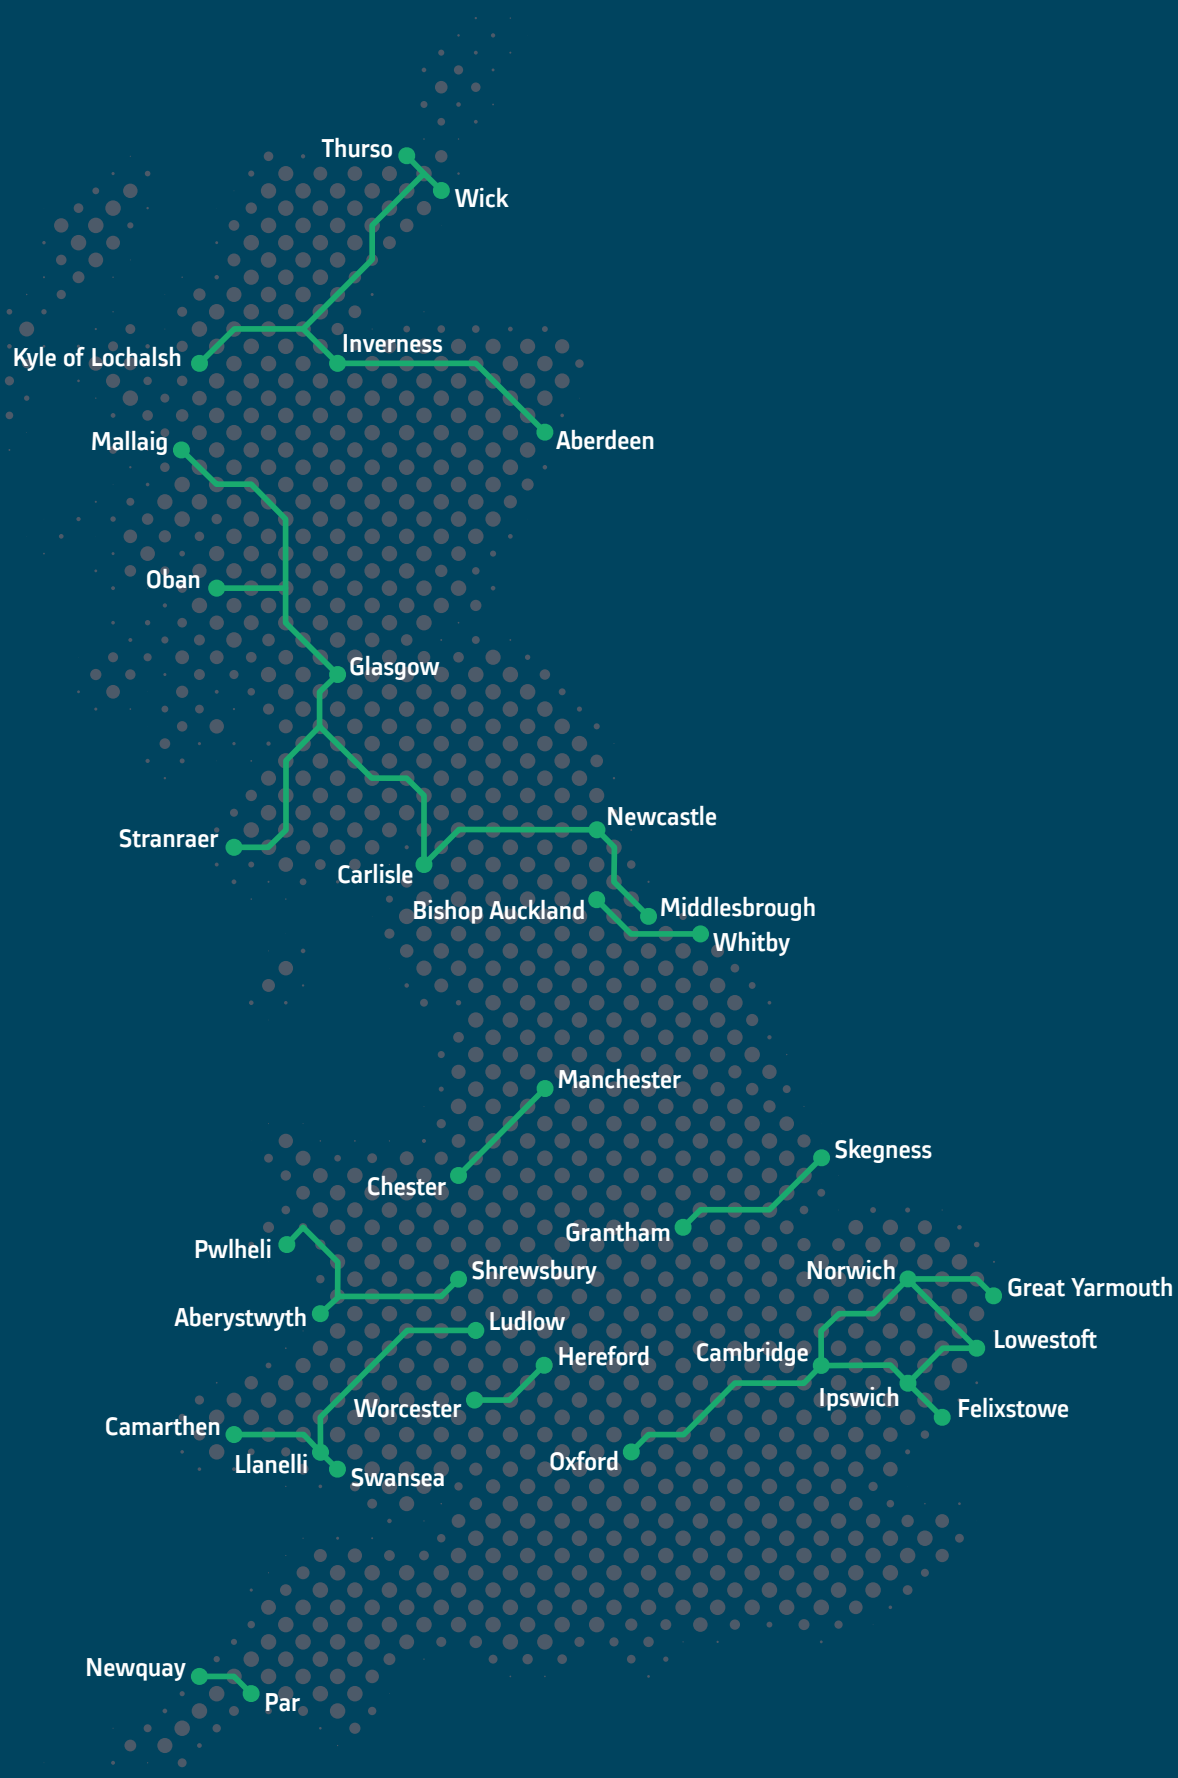 Thurso
Wick
Inverness
Kyle of Lochalsh
Aberdeen
Mallaig
Oban
Glasgow
Newcastle
Stranraer
Carlisle
Middlesbrough
Bishop Auckland
Whitby
Manchester
Skegness
Chester
Grantham
Pwlheli
Shrewsbury
Norwich
Great Yarmouth
Aberystwyth
Ludlow
Lowestoft
Cambridge
Hereford
Ipswich
Worcester
Felixstowe
Camarthen
Oxford
Llanelli
Swansea
Newquay
Par